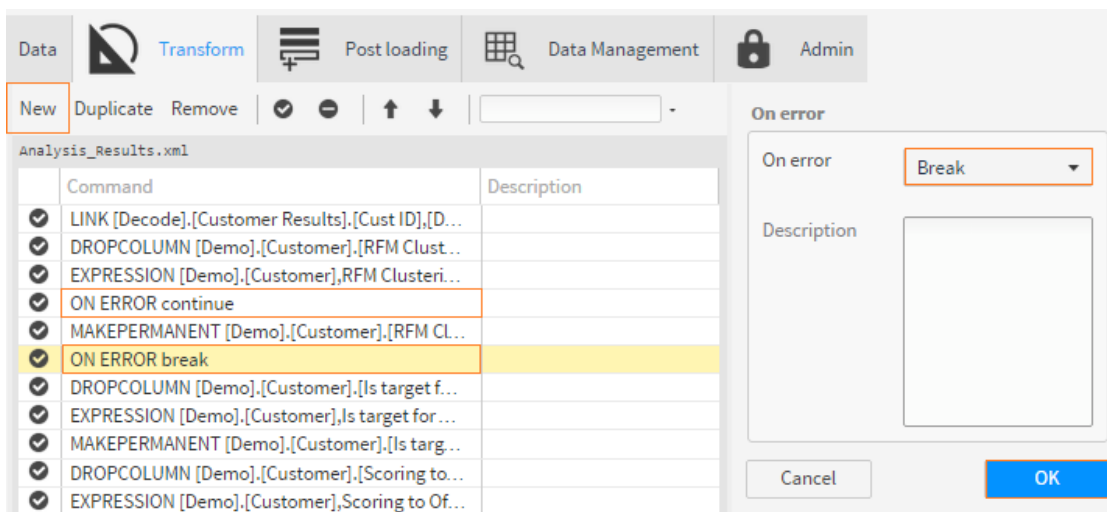 Data Transform Post loading Data Management Admin
New Duplicate Remove
Analysis_Results.xml
Command Description
LINK [Decode].[Customer Results].[Cust ID],[D...
DROPCOLUMN [Demo].[Customer].[RFM Clust...
EXPRESSION [Demo].[Customer],RFM Clusteri...
ON ERROR continue
MAKEPERMANENT [Demo].[Customer].[RFM Cl...
ON ERROR break
DROPCOLUMN [Demo].[Customer].[Is target f...
EXPRESSION [Demo].[Customer],Is target for ...
MAKEPERMANENT [Demo].[Customer].[Is targ...
DROPCOLUMN [Demo].[Customer].[Scoring to...
EXPRESSION [Demo].[Customer],Scoring to Of...
On error
On error Break
Description
Cancel OK